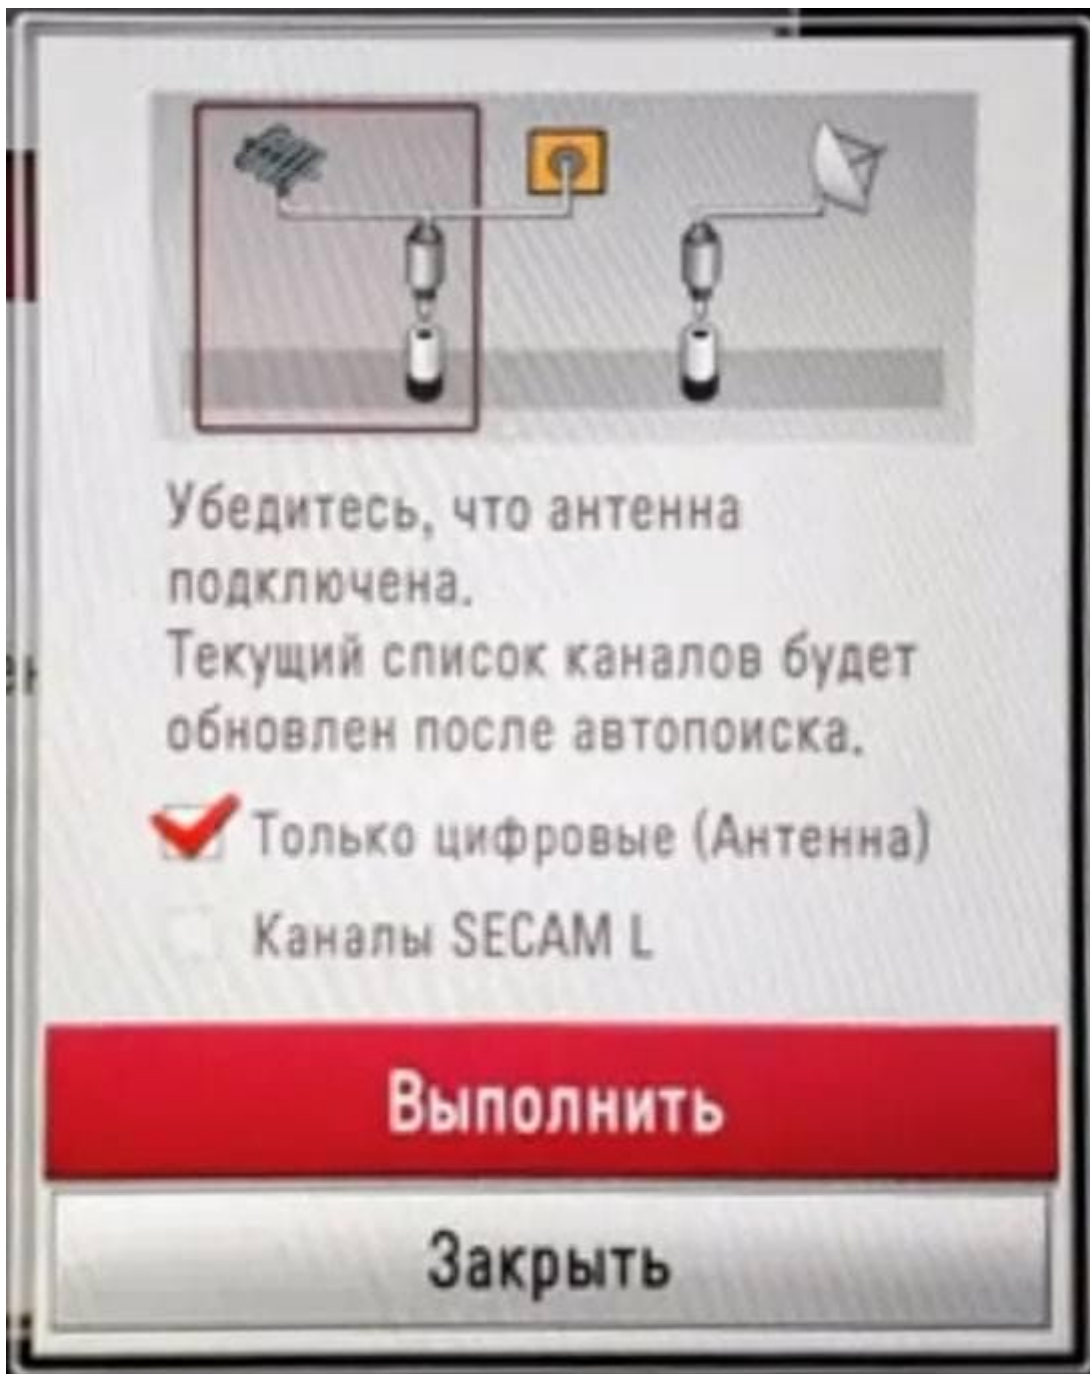 Убедитесь, что антенна
подключена.
Текущий список каналов будет
обновлен после автопоиска.
Только цифровые (Антенна)
Каналы SECAM L
Выполнить
Закрыть